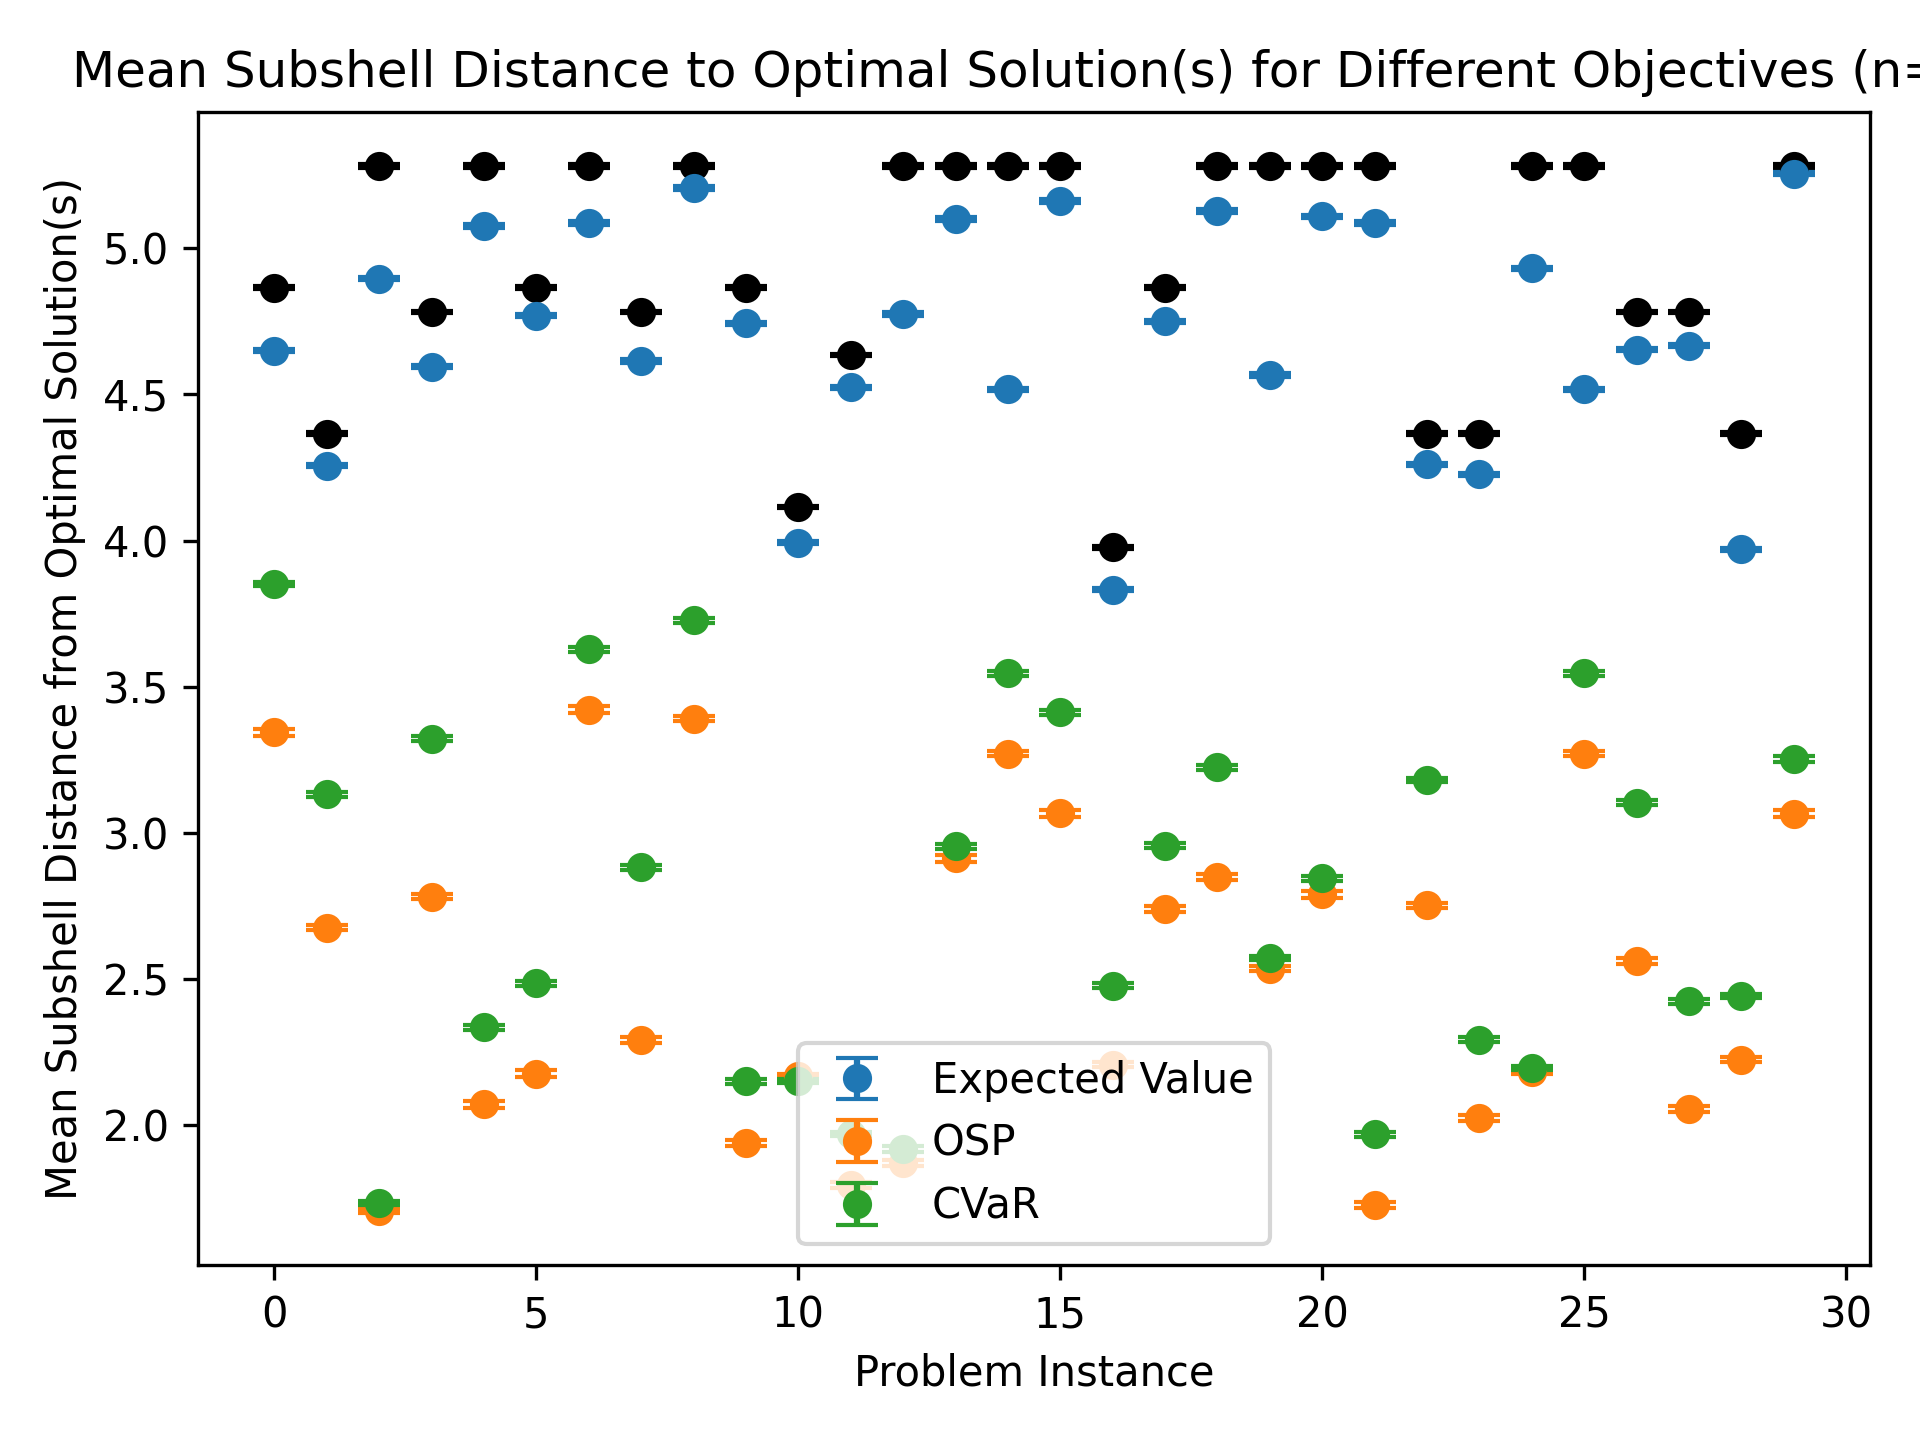 Mean Subshell Distance to Optimal Solution(s) for Different Objectives (n=
Mean Subshell Distance from Optimal Solution(s)
5.0
4.5
4.0
3.5
3.0
2.5
2.0
Expected Value
OSP
CVaR
0 5 10 15 20 25 30
Problem Instance